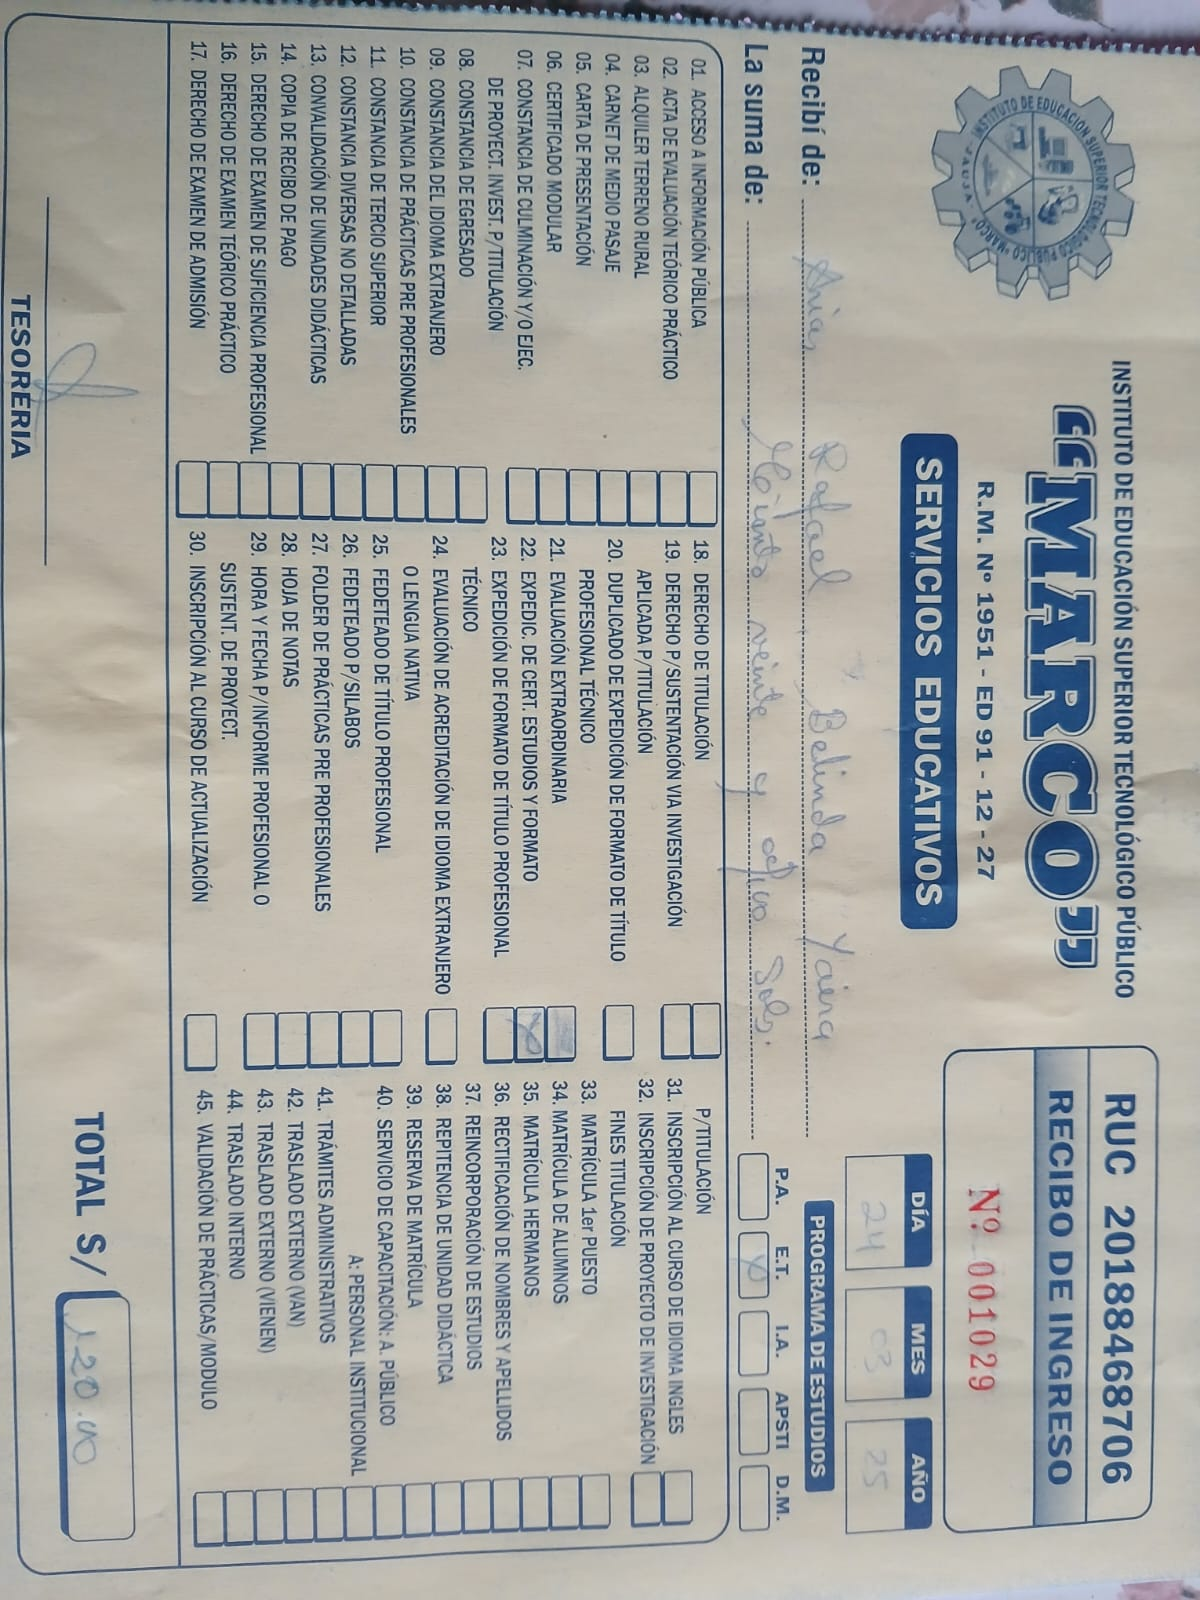 INSTITUTO DE EDUCACIÓN SUPERIOR TECNOLÓGICO PÚBLICO
“MARCO”
R.M. Nº 1951 - ED 91 - 12 - 27
SERVICIOS EDUCATIVOS
INSTITUTO DE EDUCACION SUPERIOR TECNOLOGICO PUBLICO "MARCO"
JAUJA
RUC 20188468706
RECIBO DE INGRESO
Nº 001029
DÍA MES AÑO
24 03 25
PROGRAMA DE ESTUDIOS
P.A. E.T. I.A. APSTI D.M.
Recibí de: Arias Rafael Belinda Yaira
La suma de: veinte y Soles.
01. ACCESO A INFORMACIÓN PÚBLICA
02. ACTA DE EVALUACIÓN TEÓRICO PRÁCTICO
03. ALQUILER TERRENO RURAL
04. CARNET DE MEDIO PASAJE
05. CARTA DE PRESENTACIÓN
06. CERTIFICADO MODULAR
07. CONSTANCIA DE CULMINACIÓN Y/O EJEC.
DE PROYECT. INVEST. P/TITULACIÓN
08. CONSTANCIA DE EGRESADO
09. CONSTANCIA DEL IDIOMA EXTRANJERO
10. CONSTANCIA DE PRÁCTICAS PRE PROFESIONALES
11. CONSTANCIA DE TERCIO SUPERIOR
12. CONSTANCIA DIVERSAS NO DETALLADAS
13. CONVALIDACIÓN DE UNIDADES DIDÁCTICAS
14. COPIA DE RECIBO DE PAGO
15. DERECHO DE EXAMEN DE SUFICIENCIA PROFESIONAL
16. DERECHO DE EXAMEN TEÓRICO PRÁCTICO
17. DERECHO DE EXAMEN DE ADMISIÓN
18. DERECHO DE TITULACIÓN
19. DERECHO P/SUSTENTACIÓN VIA INVESTIGACIÓN
APLICADA P/TITULACIÓN
20. DUPLICADO DE EXPEDICIÓN DE FORMATO DE TÍTULO
PROFESIONAL TÉCNICO
21. EVALUACIÓN EXTRAORDINARIA
22. EXPEDIC. DE CERT. ESTUDIOS Y FORMATO
23. EXPEDICIÓN DE FORMATO DE TÍTULO PROFESIONAL
TÉCNICO
24. EVALUACIÓN DE ACREDITACIÓN DE IDIOMA EXTRANJERO
O LENGUA NATIVA
25. FEDETEADO DE TÍTULO PROFESIONAL
26. FEDETEADO P/SILABOS
27. FOLDER DE PRÁCTICAS PRE PROFESIONALES
28. HOJA DE NOTAS
29. HORA Y FECHA P/INFORME PROFESIONAL O
SUSTENT. DE PROYECT.
30. INSCRIPCIÓN AL CURSO DE ACTUALIZACIÓN
P/TITULACIÓN
31. INSCRIPCIÓN AL CURSO DE IDIOMA INGLES
32. INSCRIPCIÓN DE PROYECTO DE INVESTIGACIÓN
FINES TITULACIÓN
33. MATRÍCULA 1er PUESTO
34. MATRÍCULA DE ALUMNOS
35. MATRÍCULA HERMANOS
36. RECTIFICACIÓN DE NOMBRES Y APELLIDOS
37. REINCORPORACIÓN DE ESTUDIOS
38. REPITENCIA DE UNIDAD DIDÁCTICA
39. RESERVA DE MATRÍCULA
40. SERVICIO DE CAPACITACIÓN: A. PÚBLICO
A: PERSONAL INSTITUCIONAL
41. TRÁMITES ADMINISTRATIVOS
42. TRASLADO EXTERNO (VAN)
43. TRASLADO EXTERNO (VIENEN)
44. TRASLADO INTERNO
45. VALIDACIÓN DE PRÁCTICAS/MODULO
TESORERIA
TOTAL S/ 120.00